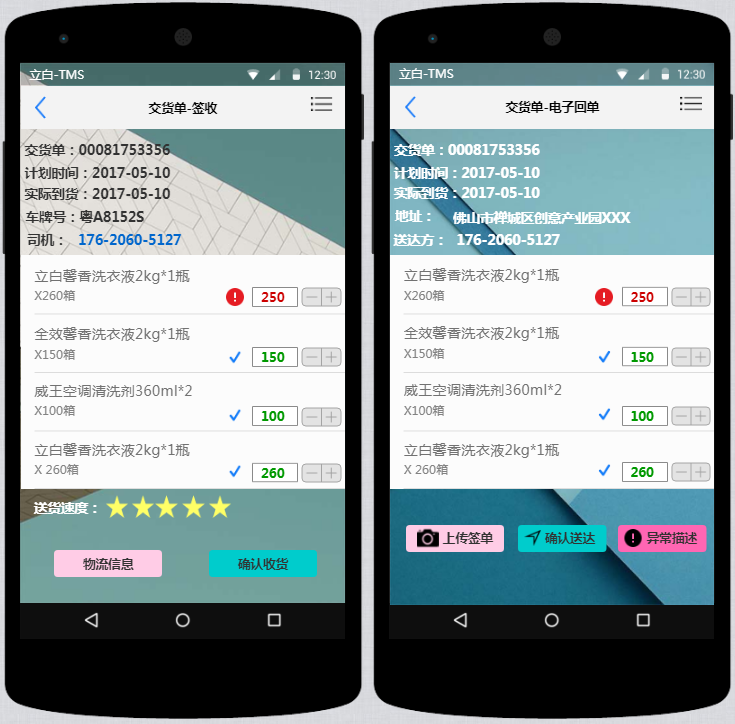 立白-TMS 12:30
交货单-签收
交货单：00081753356
计划时间：2017-05-10
实际到货：2017-05-10
车牌号：粤A8152S
司机： 176-2060-5127
立白馨香洗衣液2kg*1瓶
X260箱 250
全效馨香洗衣液2kg*1瓶
X150箱 150
威王空调清洗剂360ml*2
X100箱 100
立白馨香洗衣液2kg*1瓶
X 260箱 260
送货速度：
物流信息 确认收货
立白-TMS 12:30
交货单-电子回单
交货单：00081753356
计划时间：2017-05-10
实际到货：2017-05-10
地址： 佛山市禅城区创意产业园XXX
送达方： 176-2060-5127
立白馨香洗衣液2kg*1瓶
X260箱 250
全效馨香洗衣液2kg*1瓶
X150箱 150
威王空调清洗剂360ml*2
X100箱 100
立白馨香洗衣液2kg*1瓶
X 260箱 260
上传签单 确认送达 异常描述